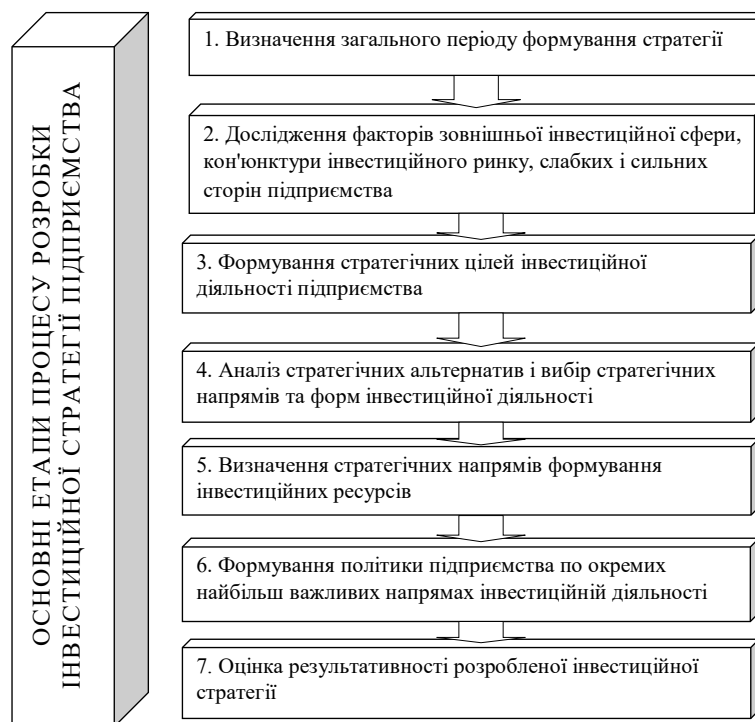 ОСНОВНІ ЕТАПИ ПРОЦЕСУ РОЗРОБКИ
ІНВЕСТИЦІЙНОЇ СТРАТЕГІЇ ПІДПРИЄМСТВА
1. Визначення загального періоду формування стратегії
2. Дослідження факторів зовнішньої інвестиційної сфери,
кон'юнктури інвестиційного ринку, слабких і сильних
сторін підприємства
3. Формування стратегічних цілей інвестиційної
діяльності підприємства
4. Аналіз стратегічних альтернатив і вибір стратегічних
напрямів та форм інвестиційної діяльності
5. Визначення стратегічних напрямів формування
інвестиційних ресурсів
6. Формування політики підприємства по окремих
найбільш важливих напрямах інвестиційній діяльності
7. Оцінка результативності розробленої інвестиційної
стратегії